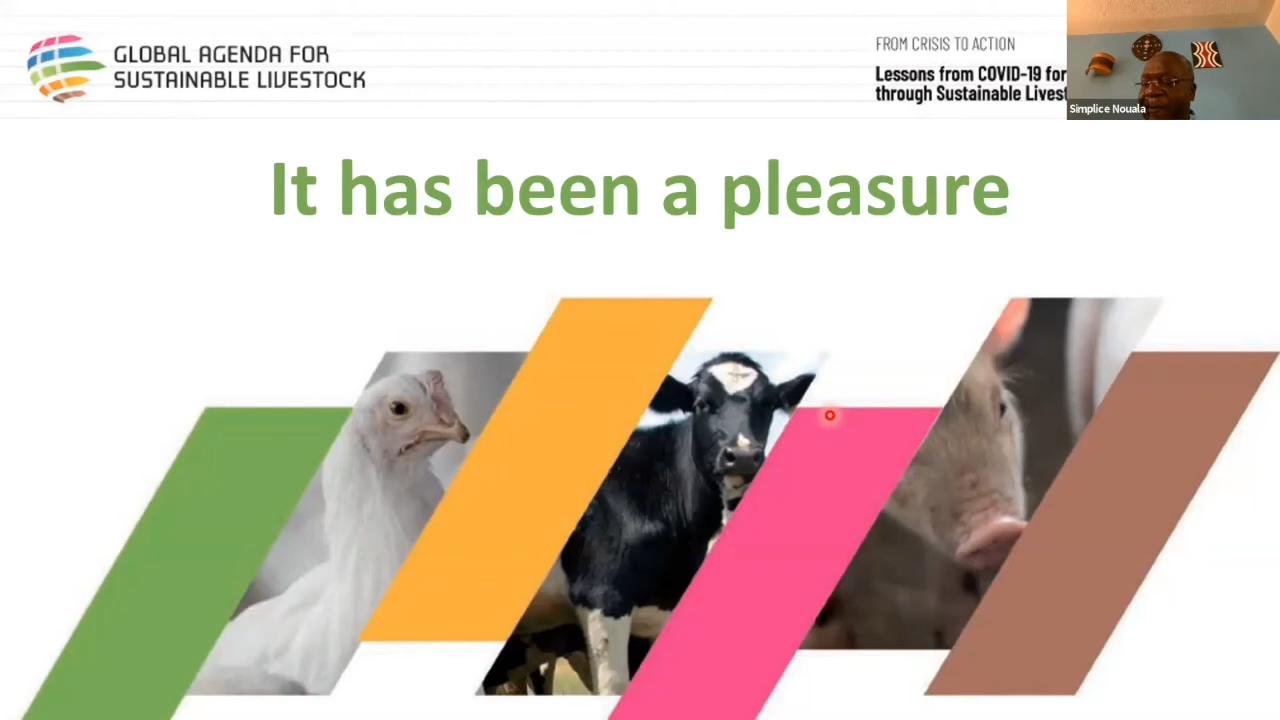 GLOBAL AGENDA FOR
SUSTAINABLE LIVESTOCK
FROM CRISIS TO ACTION
Lessons from COVID-19 for
through Sustainable
Simplice Nouala
It has been a pleasure